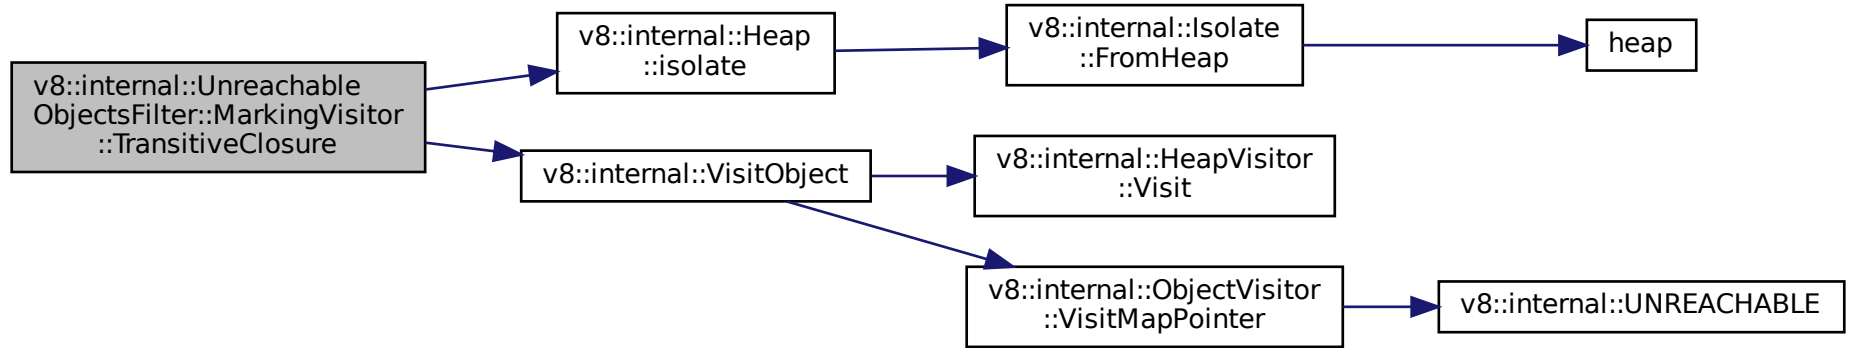 v8::internal::Unreachable
ObjectsFilter::MarkingVisitor
::TransitiveClosure
v8::internal::Heap
::isolate
v8::internal::Isolate
::FromHeap
heap
v8::internal::VisitObject
v8::internal::HeapVisitor
::Visit
v8::internal::ObjectVisitor
::VisitMapPointer
v8::internal::UNREACHABLE